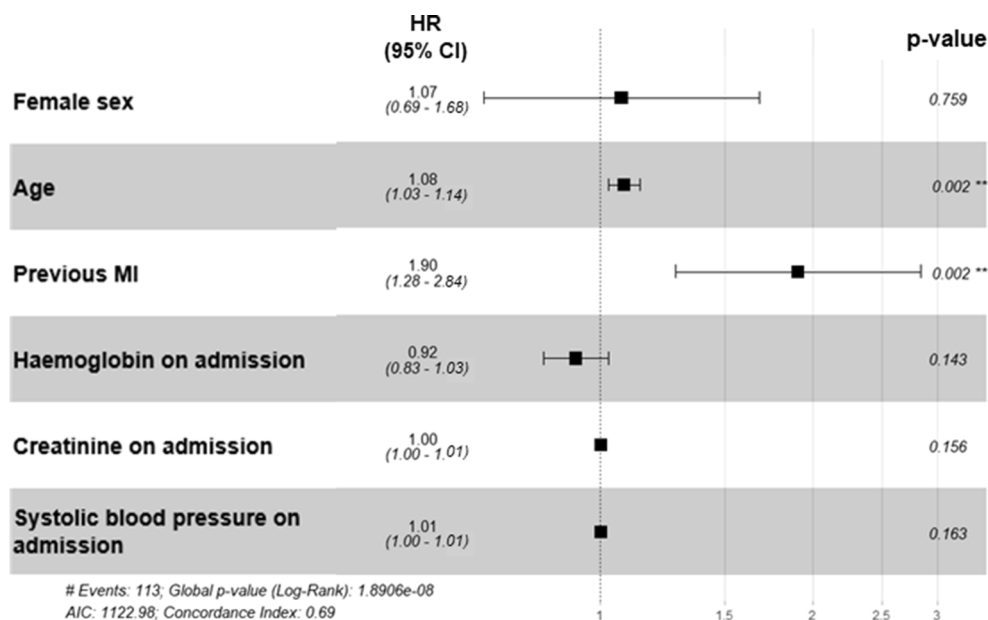 HR
(95% CI)
p-value
Female sex
1.07
(0.69 - 1.68)
0.759
Age
1.08
(1.03 - 1.14)
0.002 **
Previous MI
1.90
(1.28 - 2.84)
0.002 **
Haemoglobin on admission
0.92
(0.83 - 1.03)
0.143
Creatinine on admission
1.00
(1.00 - 1.01)
0.156
Systolic blood pressure on
admission
1.01
(1.00 - 1.01)
0.163
# Events: 113; Global p-value (Log-Rank): 1.8906e-08
AIC: 1122.98; Concordance Index: 0.69
1 1.5 2 2.5 3